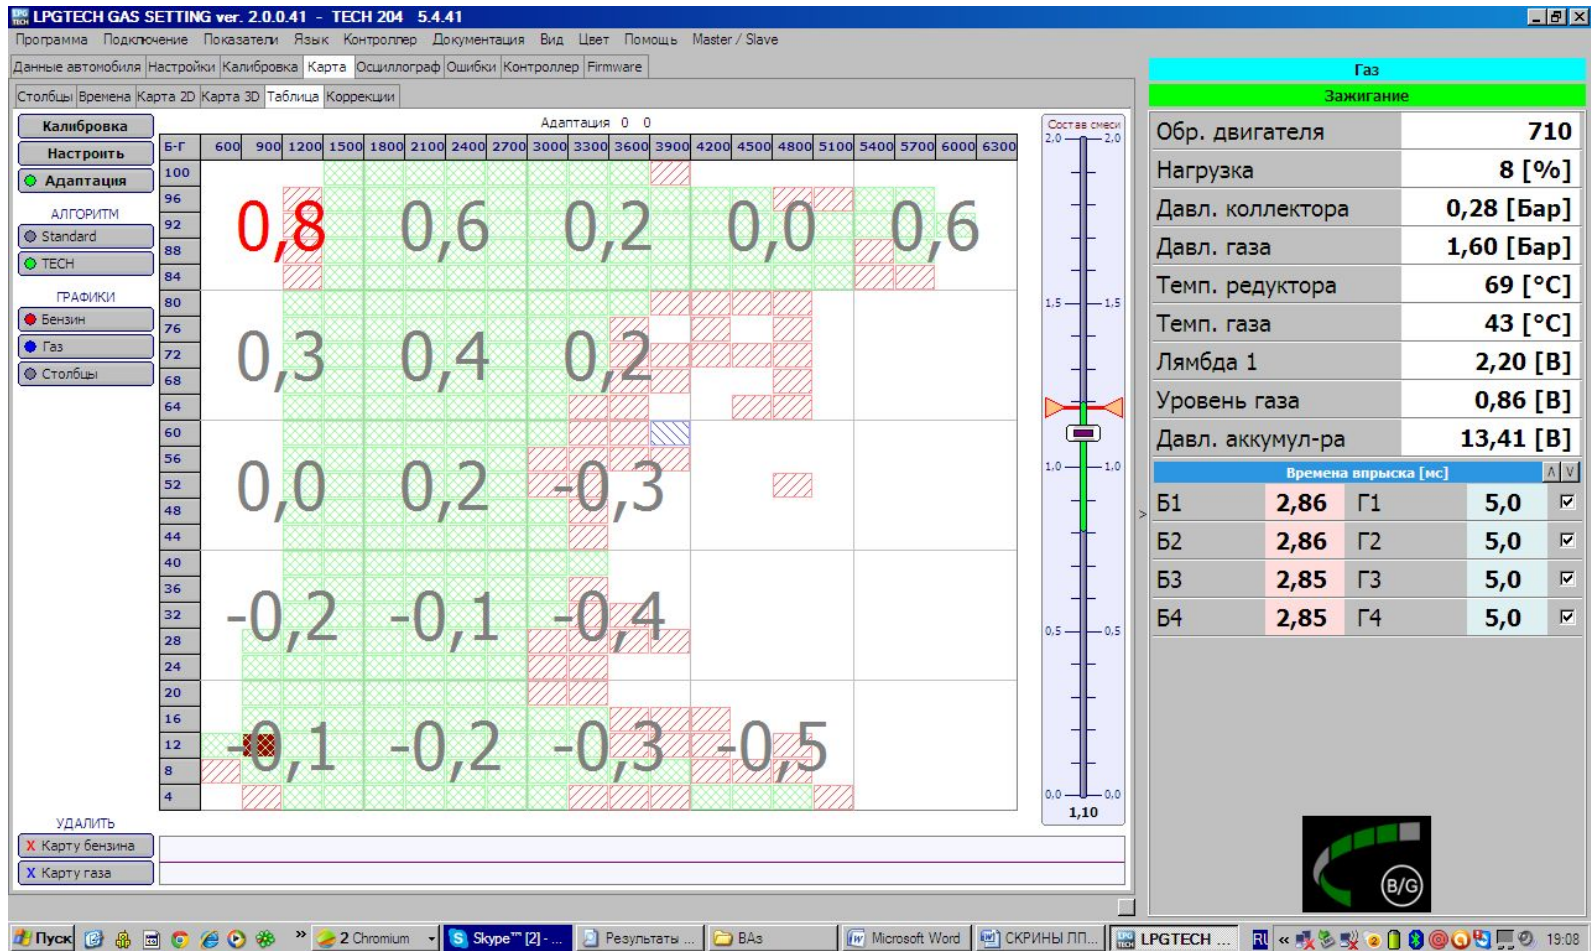 LPGTECH GAS SETTING ver. 2.0.0.41 - TECH 204 5.4.41
Программа Подключение Показатели Язык Контроллер Документация Вид Цвет Помощь Master / Slave
Данные автомобиля Настройки Калибровка Карта Осциллограф Ошибки Контроллер Firmware
Столбцы Времена Карта 2D Карта 3D Таблица Коррекции
Калибровка
Настроить
Адаптация
АЛГОРИТМ
Standard
TECH
ГРАФИКИ
Бензин
Газ
Столбцы
УДАЛИТЬ
X Карту бензина
X Карту газа
Адаптация 0 0
Б-Г 600 900 1200 1500 1800 2100 2400 2700 3000 3300 3600 3900 4200 4500 4800 5100 5400 5700 6000 6300
100
96
92
88
84
80
76
72
68
64
60
56
52
48
44
40
36
32
28
24
20
16
12
8
4
0,8 0,6 0,2 0,0 0,6
0,3 0,4 0,2
0,0 0,2 -0,3
-0,2 -0,1 -0,4
-0,1 -0,2 -0,3 -0,5
Состав смеси
2,0 2,0
1,5 1,5
1,0 1,0
0,5 0,5
0,0 0,0
1,10
>
Газ
Зажигание
Обр. двигателя 710
Нагрузка 8 [%]
Давл. коллектора 0,28 [Бар]
Давл. газа 1,60 [Бар]
Темп. редуктора 69 [°C]
Темп. газа 43 [°C]
Лямбда 1 2,20 [В]
Уровень газа 0,86 [В]
Давл. аккумул-ра 13,41 [В]
Времена впрыска [мс] Λ V
Б1 2,86 Г1 5,0
Б2 2,86 Г2 5,0
Б3 2,85 Г3 5,0
Б4 2,85 Г4 5,0
B/G
Пуск » 2 Chromium Skype™ [2] - ... Результаты ... ВАз Microsoft Word СКРИНЫ ЛП... LPGTECH ... RU « 19:08